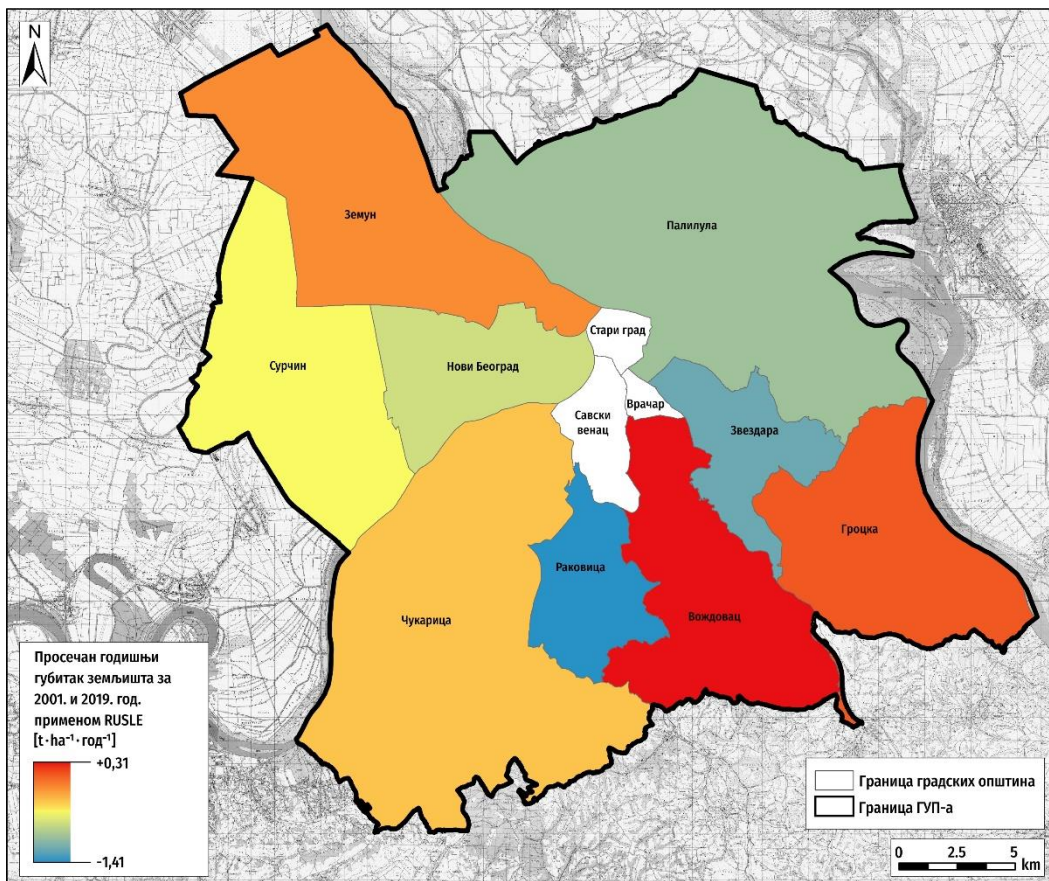 N
Земун
Палилула
Стари град
Сурчин
Нови Београд
Врачар
Савски
венац
Звездара
Гроцка
Раковица
Чукарица
Вождовац
Просечан годишњи
губитак земљишта за
2001. и 2019. год.
применом RUSLE
[t·ha⁻¹·год⁻¹]
+0,31
-1,41
Граница градских општина
Граница ГУП-а
0 2.5 5
km